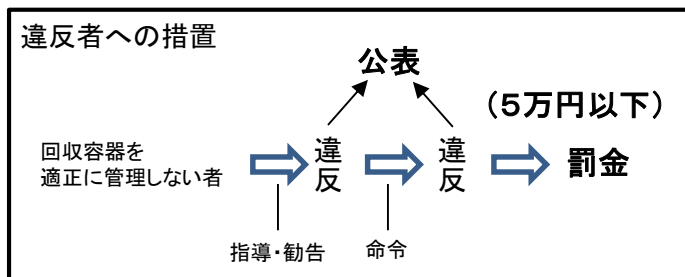 違反者への措置
公表
(5万円以下)
回収容器を
適正に管理しない者
違反
違反
罰金
指導・勧告
命令